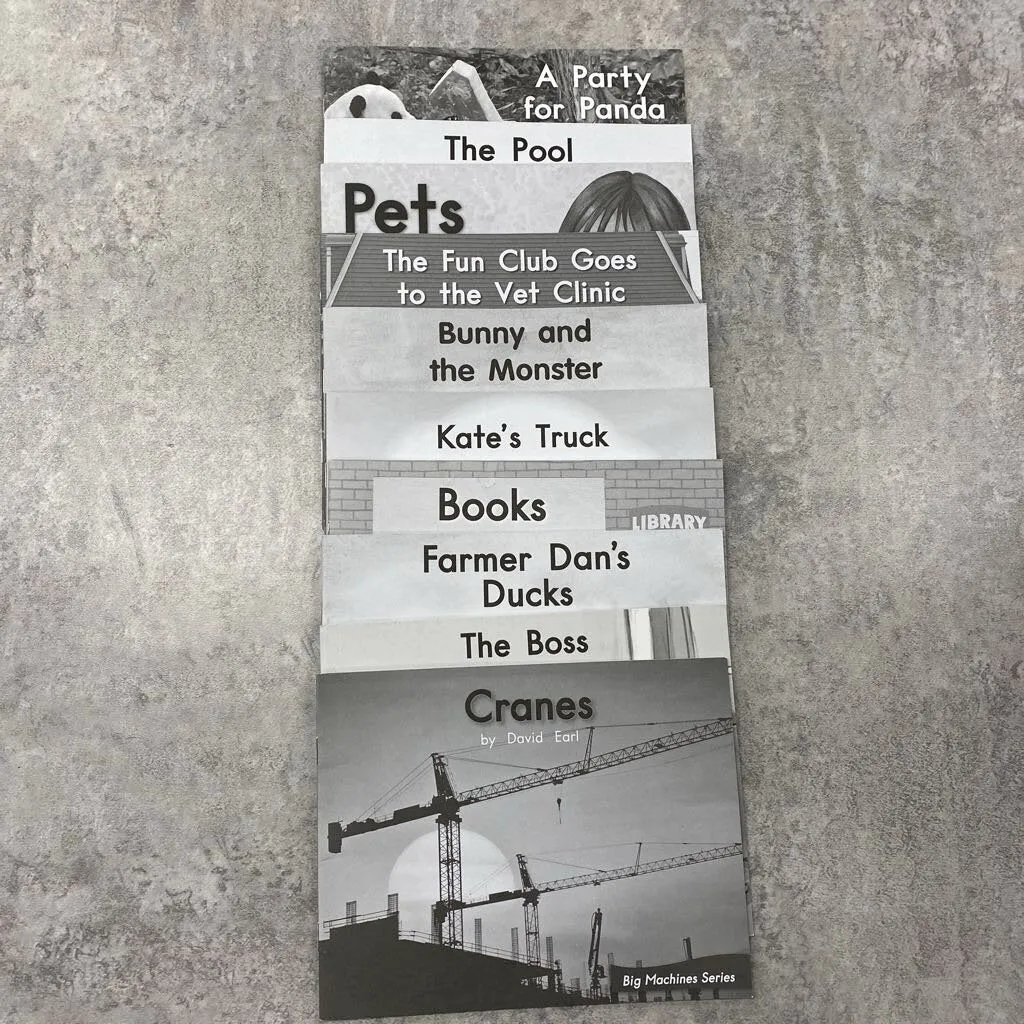 A Party
for Panda
The Pool
Pets
The Fun Club Goes
to the Vet Clinic
Bunny and
the Monster
Kate's Truck
Books
LIBRARY
Farmer Dan's
Ducks
The Boss
Cranes
by David Earl
Big Machines Series